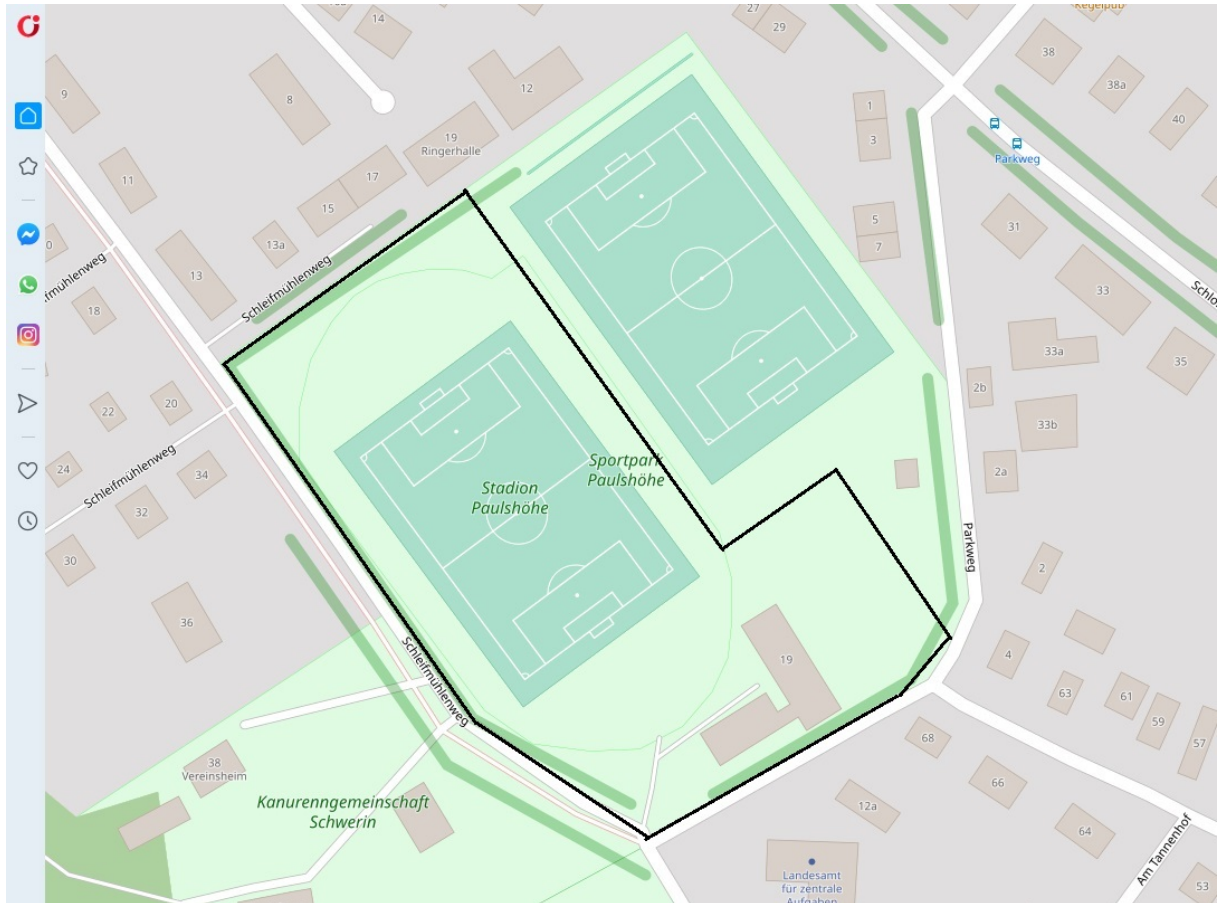 Kegelpub
14
27
29
38
9
8
12
38a
40
1
3
19
Ringerhalle
Parkweg
11
17
15
5
7
31
13a
13
Schleifmühlenweg
18
33
33a
35
2b
22
20
33b
Sportpark
Paulshöhe
24
34
2a
Schleifmühlenweg
Stadion
Paulshöhe
32
Parkweg
30
2
36
4
19
Schleifmühlenweg
63
61
59
57
68
38
Vereinsheim
66
Kanurenngemeinschaft
Schwerin
12a
64
Am Tannenhof
Landesamt
für zentrale
Aufgaben
53